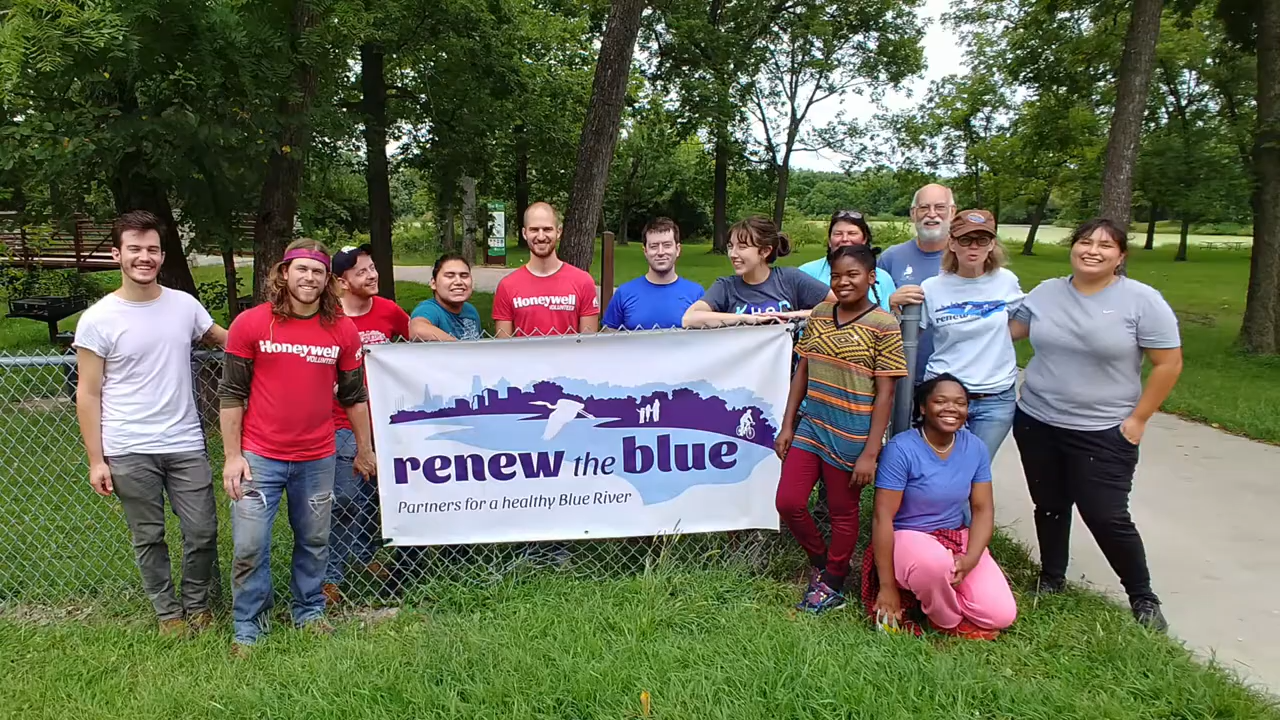 Honeywell
VOLUNTEER
Honeywell
VOLUNTEER
renew the blue
Partners for a healthy Blue River
renew